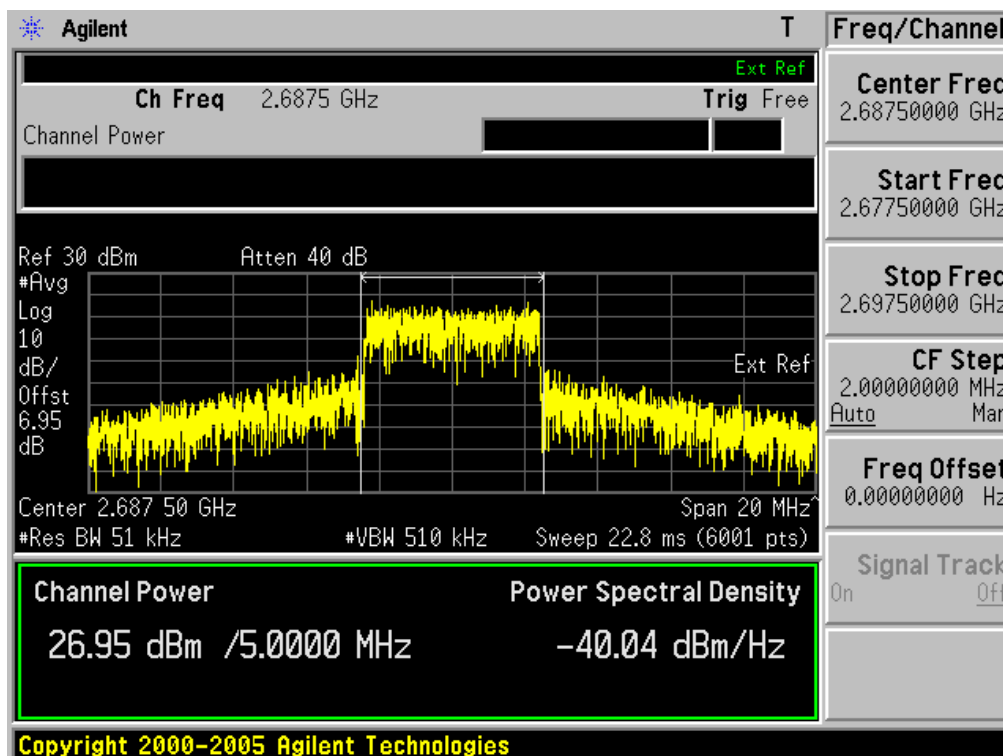 Agilent
T
Freq/Channel
Ext Ref
Ch Freq 2.6875 GHz
Trig Free
Channel Power
Center Freq
2.68750000 GHz
Start Freq
2.67750000 GHz
Stop Freq
2.69750000 GHz
CF Step
2.00000000 MHz
Auto Man
Freq Offset
0.00000000 Hz
Signal Track
On Off
Ref 30 dBm
Atten 40 dB
#Avg
Log
10
dB/
Offst
6.95
dB
Ext Ref
Center 2.687 50 GHz
Span 20 MHz^
#Res BW 51 kHz
#VBW 510 kHz
Sweep 22.8 ms (6001 pts)
Channel Power
Power Spectral Density
26.95 dBm /5.0000 MHz
-40.04 dBm/Hz
Copyright 2000-2005 Agilent Technologies